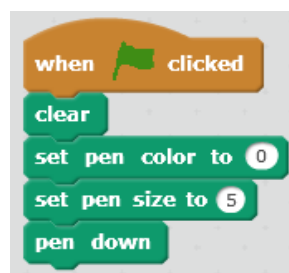 when clicked
clear
set pen color to 0
set pen size to 5
pen down